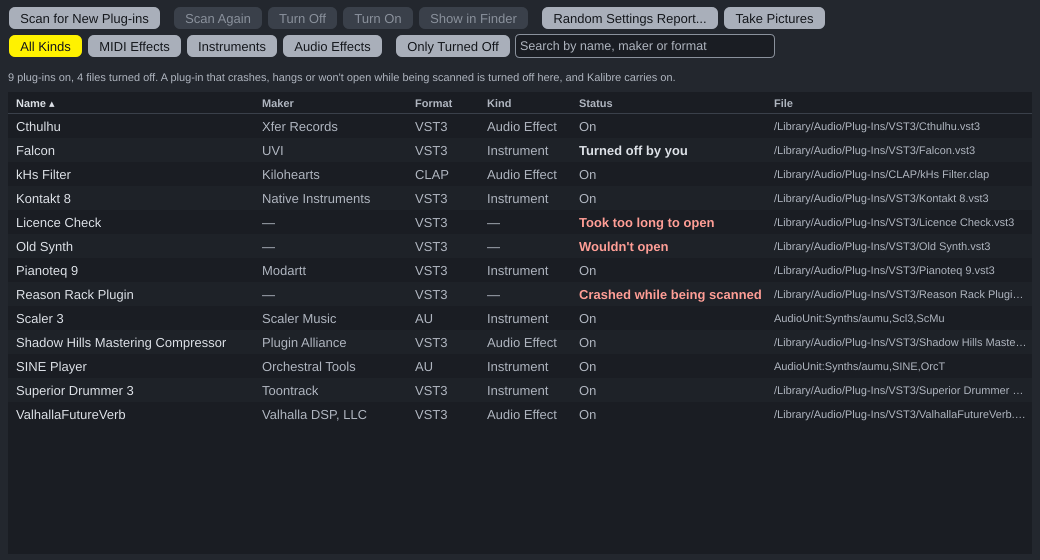 Scan for New Plug-ins Scan Again Turn Off Turn On Show in Finder Random Settings Report... Take Pictures
All Kinds MIDI Effects Instruments Audio Effects Only Turned Off Search by name, maker or format
9 plug-ins on, 4 files turned off. A plug-in that crashes, hangs or won't open while being scanned is turned off here, and Kalibre carries on.
Name ▴ Maker Format Kind Status File
Cthulhu Xfer Records VST3 Audio Effect On /Library/Audio/Plug-Ins/VST3/Cthulhu.vst3
Falcon UVI VST3 Instrument Turned off by you /Library/Audio/Plug-Ins/VST3/Falcon.vst3
kHs Filter Kilohearts CLAP Audio Effect On /Library/Audio/Plug-Ins/CLAP/kHs Filter.clap
Kontakt 8 Native Instruments VST3 Instrument On /Library/Audio/Plug-Ins/VST3/Kontakt 8.vst3
Licence Check — VST3 — Took too long to open /Library/Audio/Plug-Ins/VST3/Licence Check.vst3
Old Synth — VST3 — Wouldn't open /Library/Audio/Plug-Ins/VST3/Old Synth.vst3
Pianoteq 9 Modartt VST3 Instrument On /Library/Audio/Plug-Ins/VST3/Pianoteq 9.vst3
Reason Rack Plugin — VST3 — Crashed while being scanned /Library/Audio/Plug-Ins/VST3/Reason Rack Plugi…
Scaler 3 Scaler Music AU Instrument On AudioUnit:Synths/aumu,Scl3,ScMu
Shadow Hills Mastering Compressor Plugin Alliance VST3 Audio Effect On /Library/Audio/Plug-Ins/VST3/Shadow Hills Maste…
SINE Player Orchestral Tools AU Instrument On AudioUnit:Synths/aumu,SINE,OrcT
Superior Drummer 3 Toontrack VST3 Instrument On /Library/Audio/Plug-Ins/VST3/Superior Drummer …
ValhallaFutureVerb Valhalla DSP, LLC VST3 Audio Effect On /Library/Audio/Plug-Ins/VST3/ValhallaFutureVerb.…